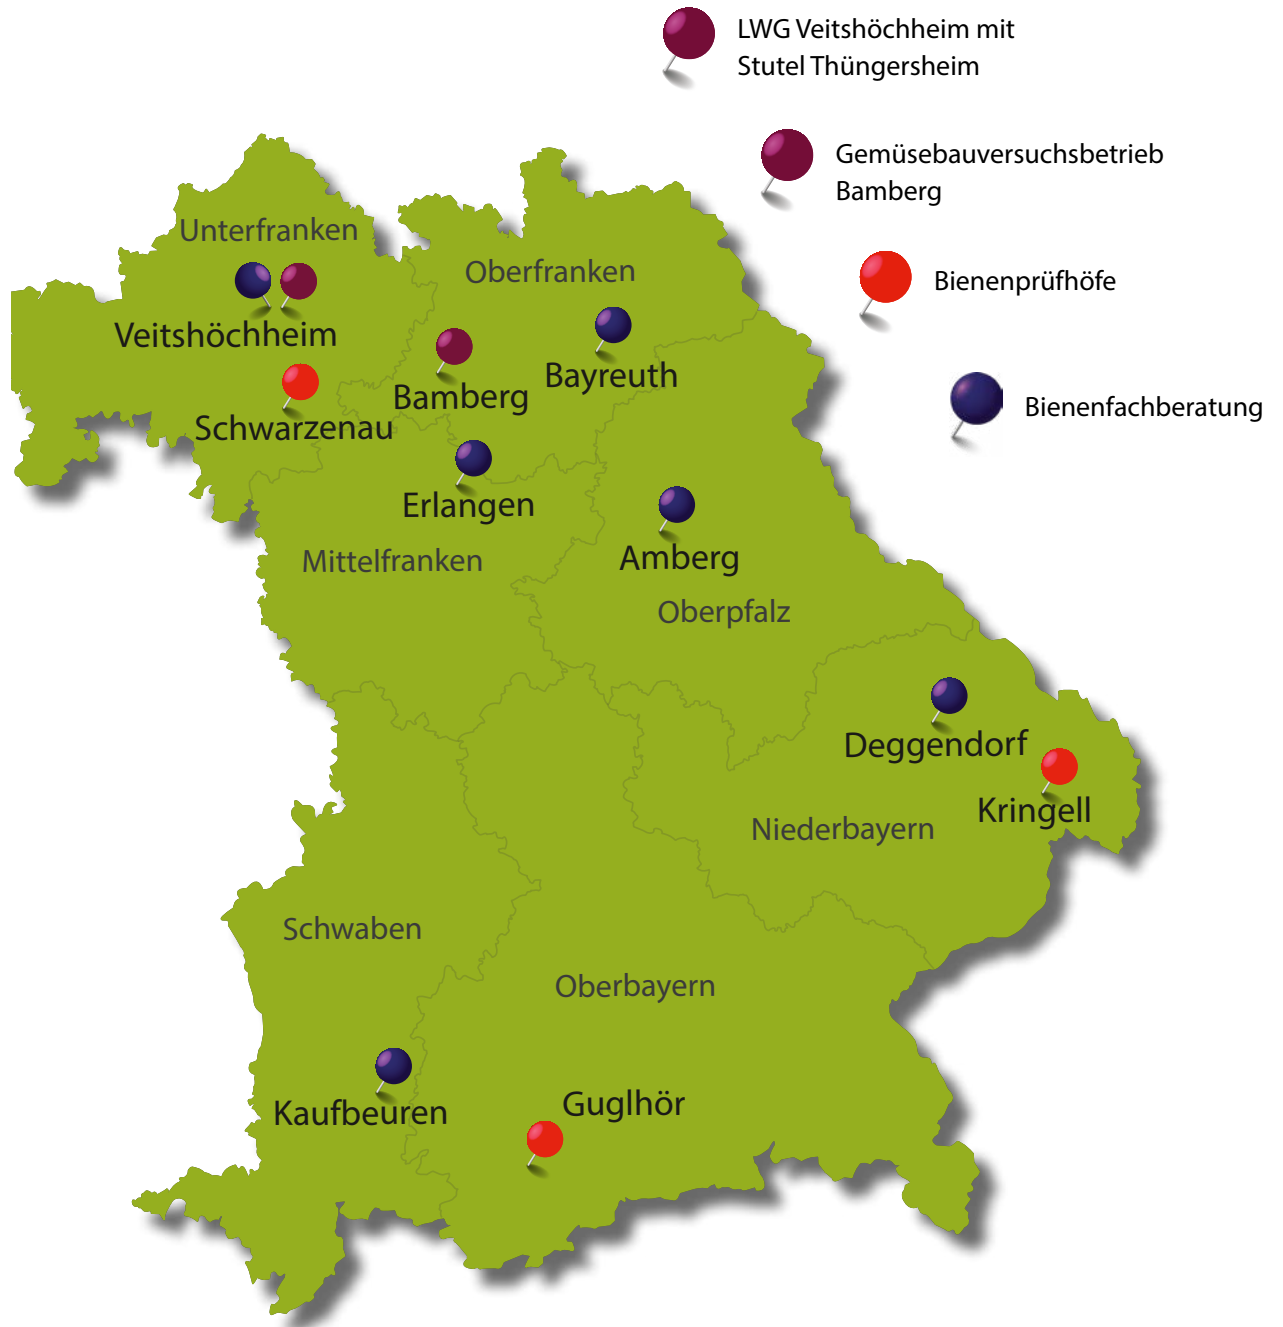 LWG Veitshöchheim mit
Stutel Thüngersheim
Gemüsebauversuchsbetrieb
Bamberg
Bienenprüfhöfe
Bienenfachberatung
Unterfranken
Oberfranken
Veitshöchheim
Bayreuth
Bamberg
Schwarzenau
Erlangen
Mittelfranken
Amberg
Oberpfalz
Deggendorf
Kringell
Niederbayern
Schwaben
Oberbayern
Guglhör
Kaufbeuren